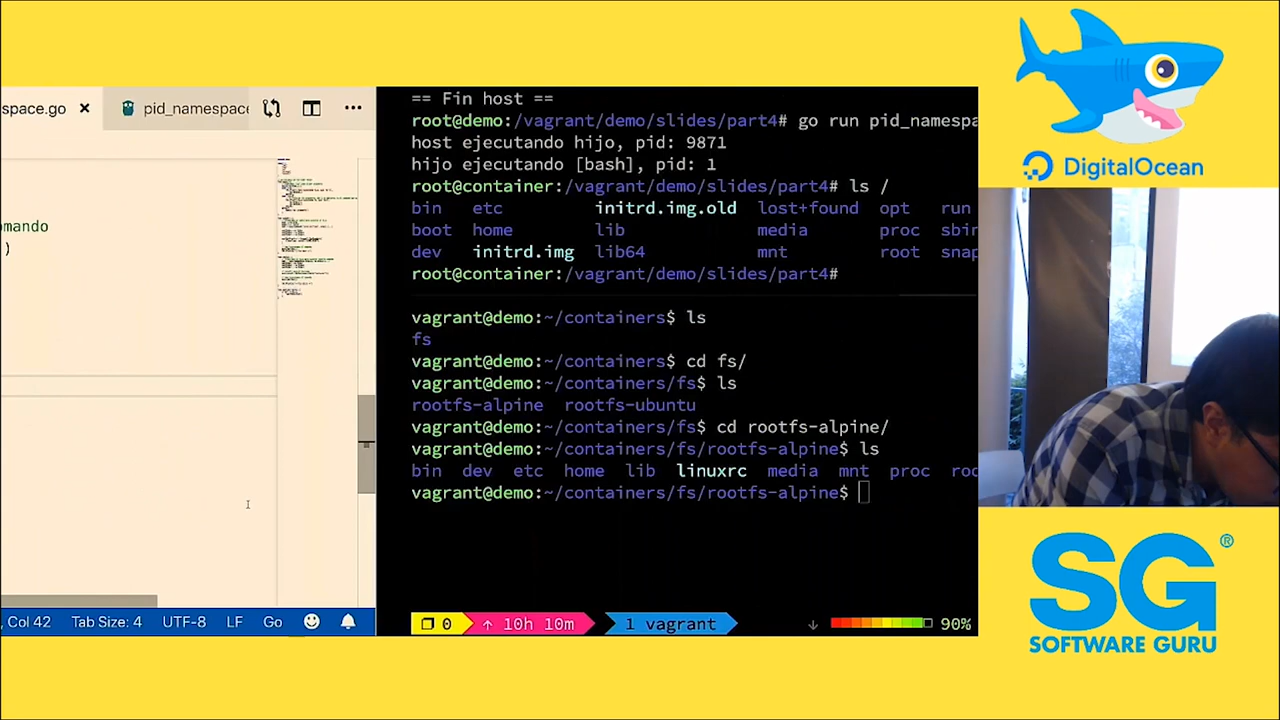 space.go × pid_namespac
omando
)
, Col 42 Tab Size: 4 UTF-8 LF Go
== Fin host ==
root@demo:/vagrant/demo/slides/part4# go run pid_namespa
host ejecutando hijo, pid: 9871
hijo ejecutando [bash], pid: 1
root@container:/vagrant/demo/slides/part4# ls /
bin etc initrd.img.old lost+found opt run
boot home lib media proc sbin
dev initrd.img lib64 mnt root snap
root@container:/vagrant/demo/slides/part4#
vagrant@demo:~/containers$ ls
fs
vagrant@demo:~/containers$ cd fs/
vagrant@demo:~/containers/fs$ ls
rootfs-alpine rootfs-ubuntu
vagrant@demo:~/containers/fs$ cd rootfs-alpine/
vagrant@demo:~/containers/fs/rootfs-alpine$ ls
bin dev etc home lib linuxrc media mnt proc roo
vagrant@demo:~/containers/fs/rootfs-alpine$
0 ↑ 10h 10m 1 vagrant ↓ 90%
DigitalOcean
SG®
SOFTWARE GURU